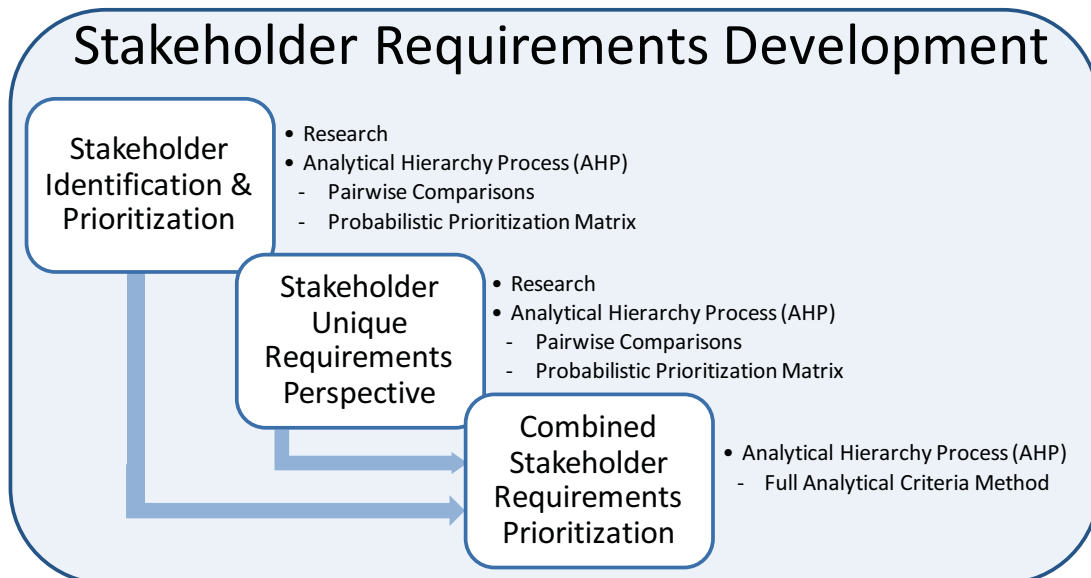 Stakeholder Requirements Development
Stakeholder
Identification &
Prioritization
• Research
• Analytical Hierarchy Process (AHP)
- Pairwise Comparisons
- Probabilistic Prioritization Matrix
Stakeholder
Unique
Requirements
Perspective
• Research
• Analytical Hierarchy Process (AHP)
- Pairwise Comparisons
- Probabilistic Prioritization Matrix
Combined
Stakeholder
Requirements
Prioritization
• Analytical Hierarchy Process (AHP)
- Full Analytical Criteria Method